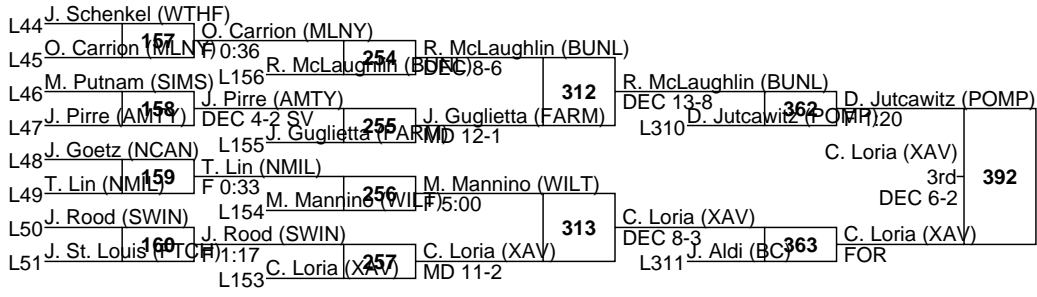 L44 J. Schenkel (WTHF)
157
L45 O. Carrion (MLNY)
O. Carrion (MLNY)
F 0:36
254
L156 R. McLaughlin (BUNL)
R. McLaughlin (BUNL)
DEC 8-6
L46 M. Putnam (SIMS)
158
L47 J. Pirre (AMTY)
J. Pirre (AMTY)
DEC 4-2 SV
255
L155 J. Guglietta (FARM)
J. Guglietta (FARM)
MD 12-1
312
R. McLaughlin (BUNL)
DEC 13-8
362
L310 D. Jutcawitz (POMP)
D. Jutcawitz (POMP)
F 1:20
L48 J. Goetz (NCAN)
159
L49 T. Lin (NMIL)
T. Lin (NMIL)
F 0:33
256
L154 M. Mannino (WILT)
M. Mannino (WILT)
F 5:00
L50 J. Rood (SWIN)
160
L51 J. St. Louis (FTCH)
J. Rood (SWIN)
F 1:17
257
L153 C. Loria (XAV)
C. Loria (XAV)
MD 11-2
313
C. Loria (XAV)
DEC 8-3
363
L311 J. Aldi (BC)
C. Loria (XAV)
FOR
392
C. Loria (XAV)
3rd
DEC 6-2